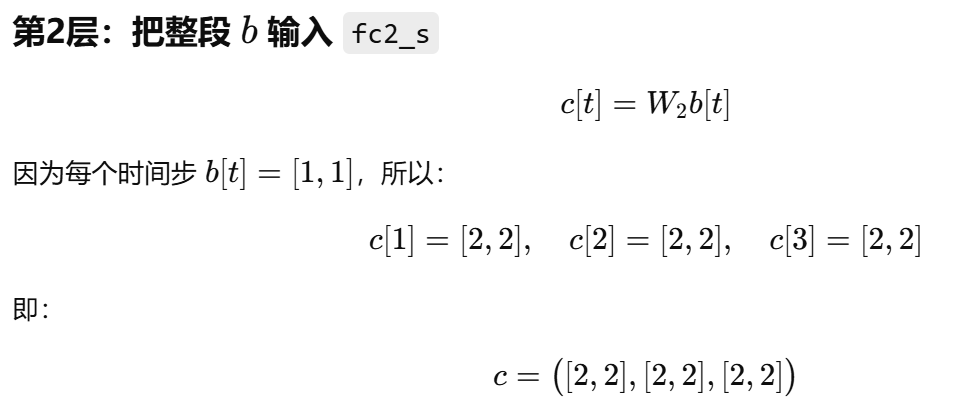 第2层：把整段 b 输入 fc2_s
c[t] = W₂b[t]
因为每个时间步 b[t] = [1, 1]，所以：
c[1] = [2, 2], c[2] = [2, 2], c[3] = [2, 2]
即：
c = ([2, 2], [2, 2], [2, 2])